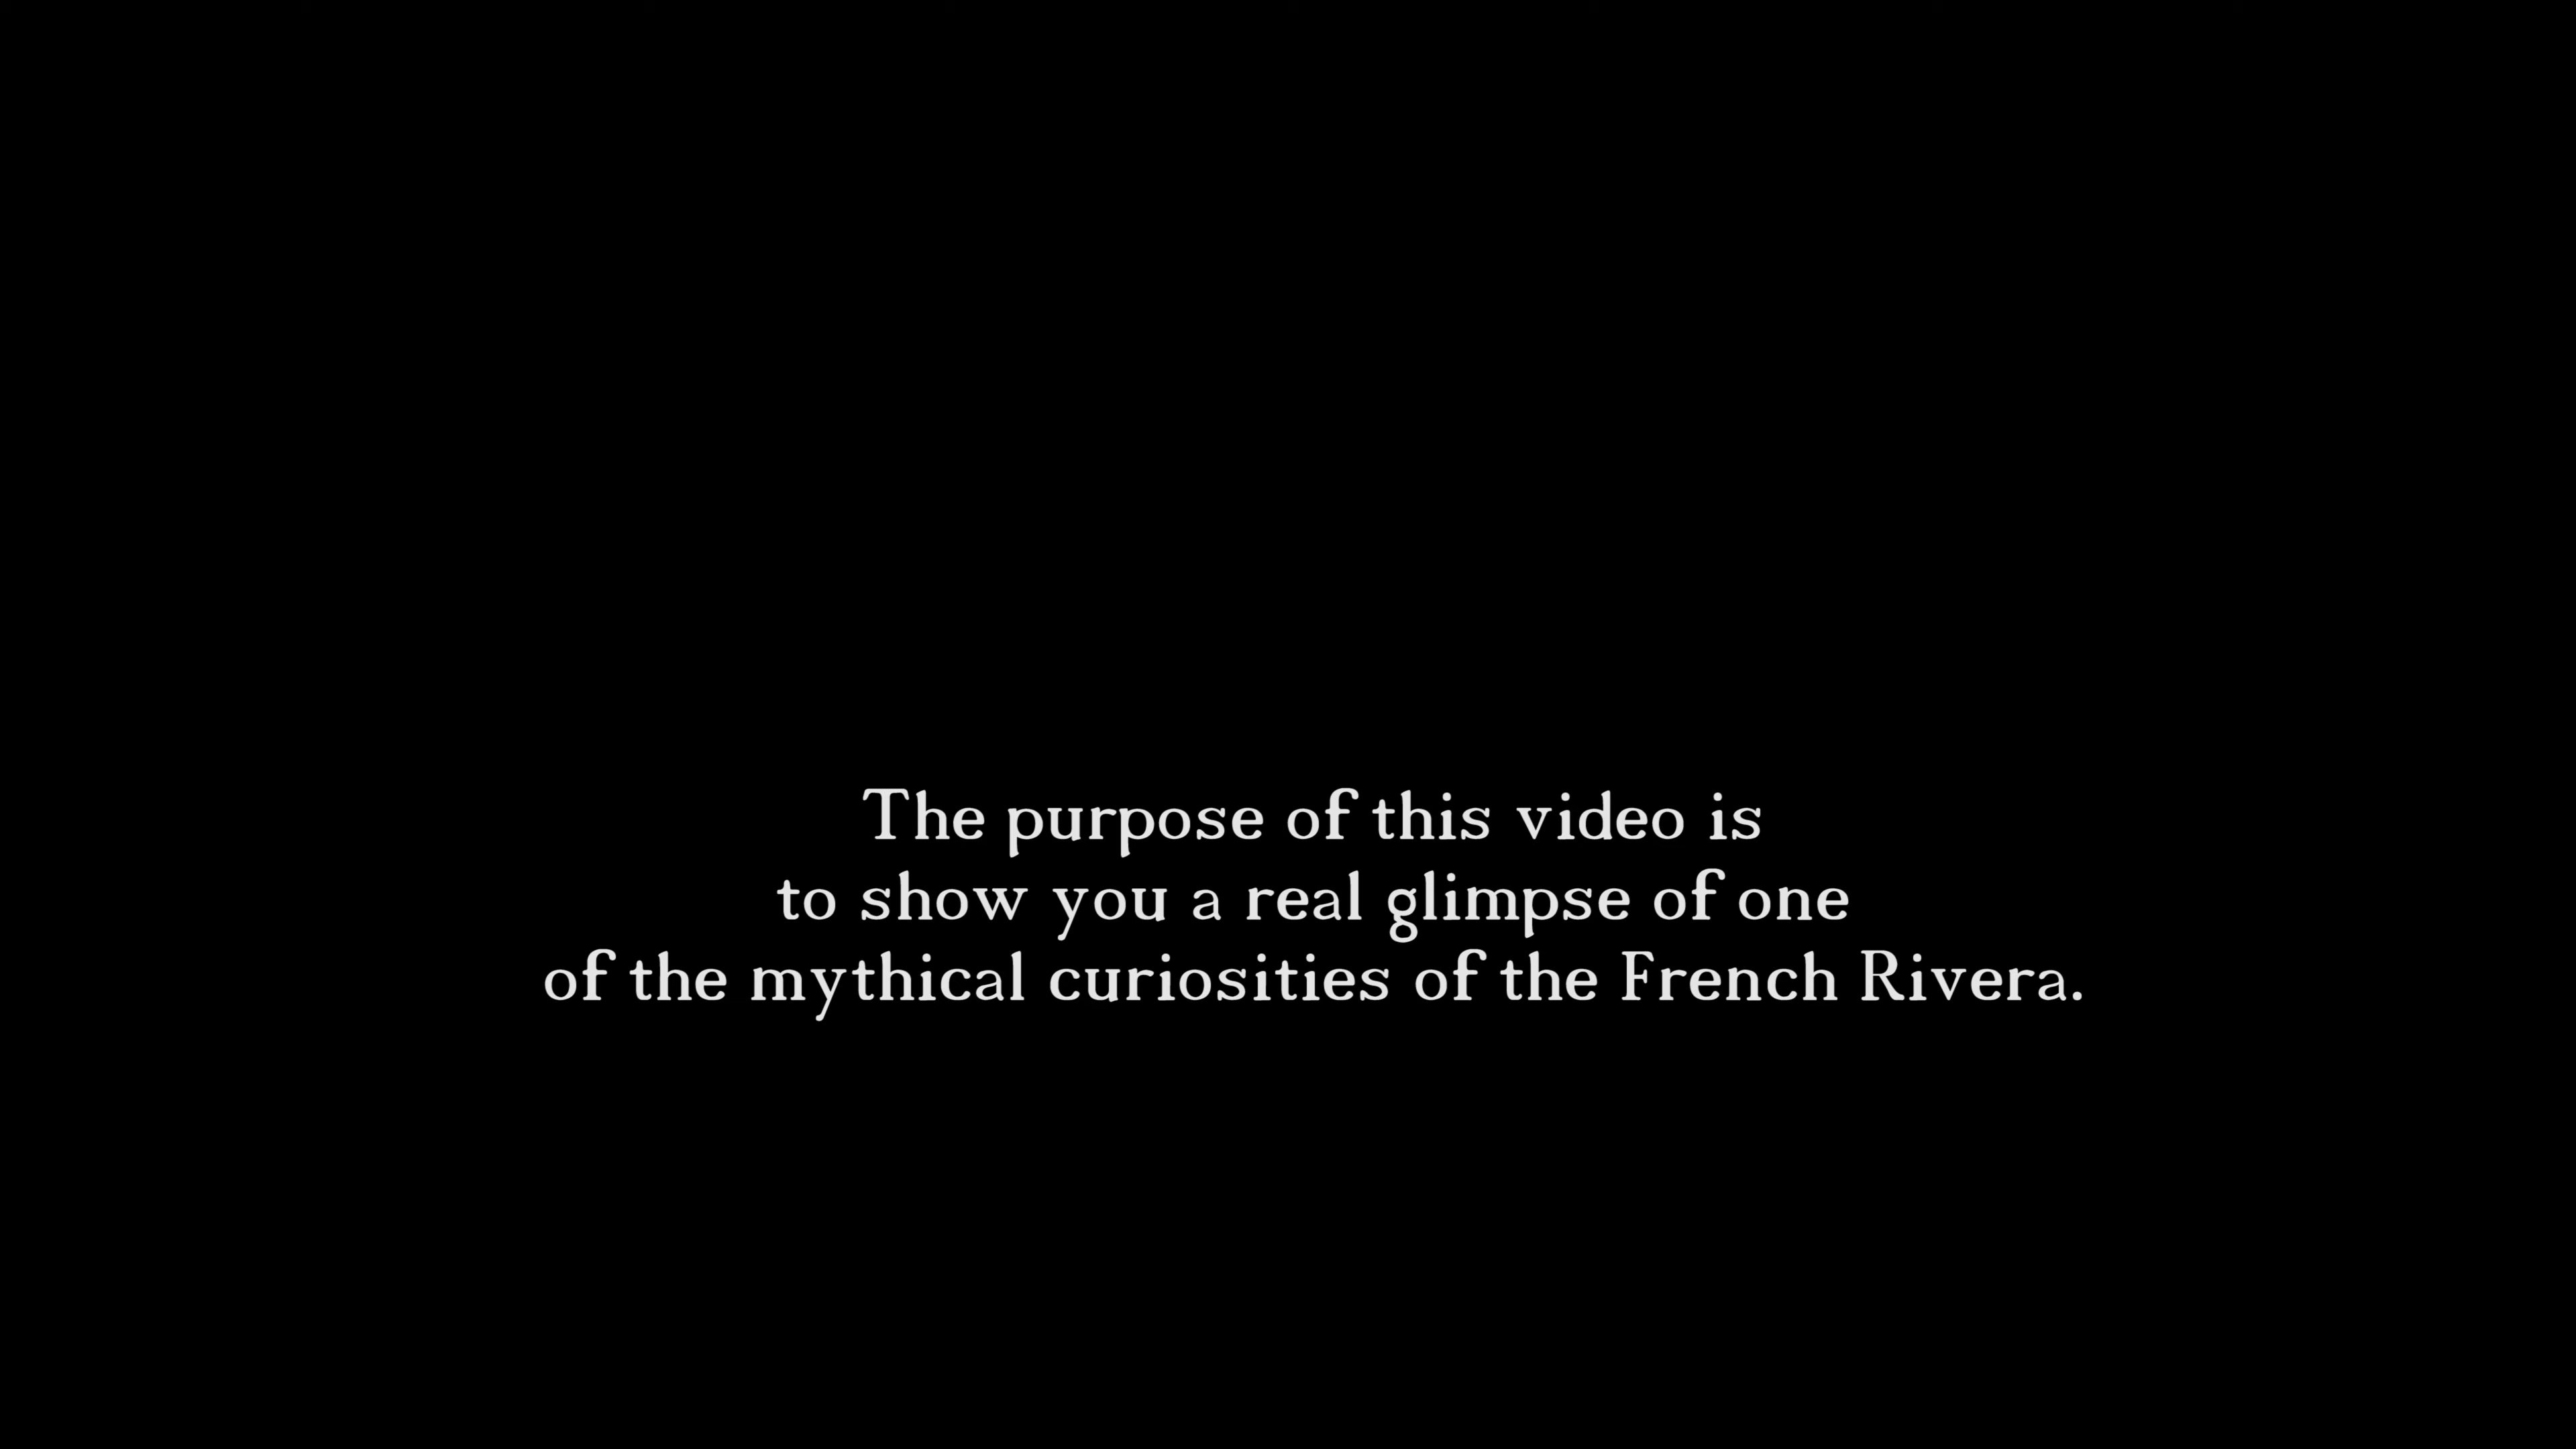 The purpose of this video is
to show you a real glimpse of one
of the mythical curiosities of the French Rivera.